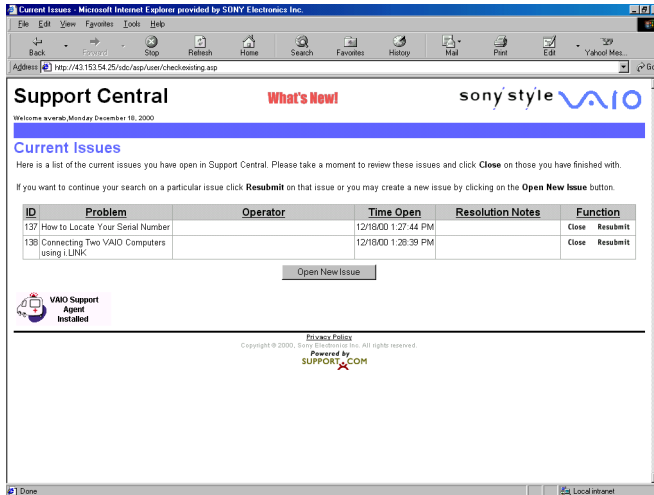 Current Issues - Microsoft Internet Explorer provided by SONY Electronics Inc.
File Edit View Favorites Tools Help
Back Forward Stop Refresh Home Search Favorites History Mail Print Edit Yahoo! Mes...
Address http://43.153.54.25/sdc/asp/user/checkexisting.asp Go
Support Central What's New! sony style VAIO
Welcome averab,Monday December 18, 2000
Current Issues
Here is a list of the current issues you have open in Support Central. Please take a moment to review these issues and click Close on those you have finished with.
If you want to continue your search on a particular issue click Resubmit on that issue or you may create a new issue by clicking on the Open New Issue button.
ID Problem Operator Time Open Resolution Notes Function
137 How to Locate Your Serial Number 12/18/00 1:27:44 PM Close Resubmit
138 Connecting Two VAIO Computers 12/18/00 1:28:39 PM Close Resubmit
using i.LINK
Open New Issue
VAIO Support
Agent
Installed
Privacy Policy
Copyright © 2000, Sony Electronics Inc. All rights reserved.
Powered by
SUPPORT.COM
Done Local intranet